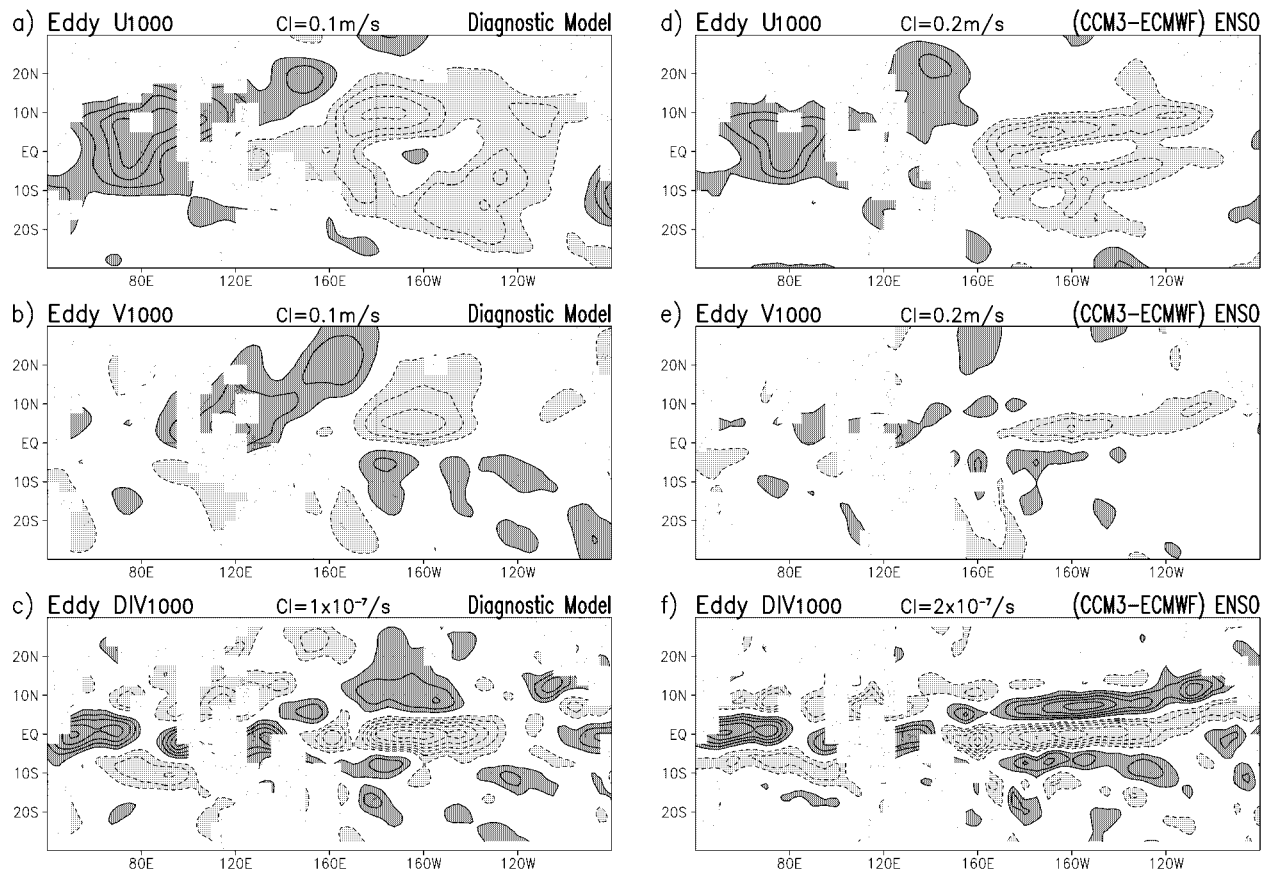 a) Eddy U1000 CI=0.1m/s Diagnostic Model
20N
10N
EQ
10S
20S
80E 120E 160E 160W 120W
b) Eddy V1000 CI=0.1m/s Diagnostic Model
20N
10N
EQ
10S
20S
80E 120E 160E 160W 120W
c) Eddy DIV1000 CI=1x10⁻⁷/s Diagnostic Model
20N
10N
EQ
10S
20S
80E 120E 160E 160W 120W
d) Eddy U1000 CI=0.2m/s (CCM3-ECMWF) ENSO
20N
10N
EQ
10S
20S
80E 120E 160E 160W 120W
e) Eddy V1000 CI=0.2m/s (CCM3-ECMWF) ENSO
20N
10N
EQ
10S
20S
80E 120E 160E 160W 120W
f) Eddy DIV1000 CI=2x10⁻⁷/s (CCM3-ECMWF) ENSO
20N
10N
EQ
10S
20S
80E 120E 160E 160W 120W